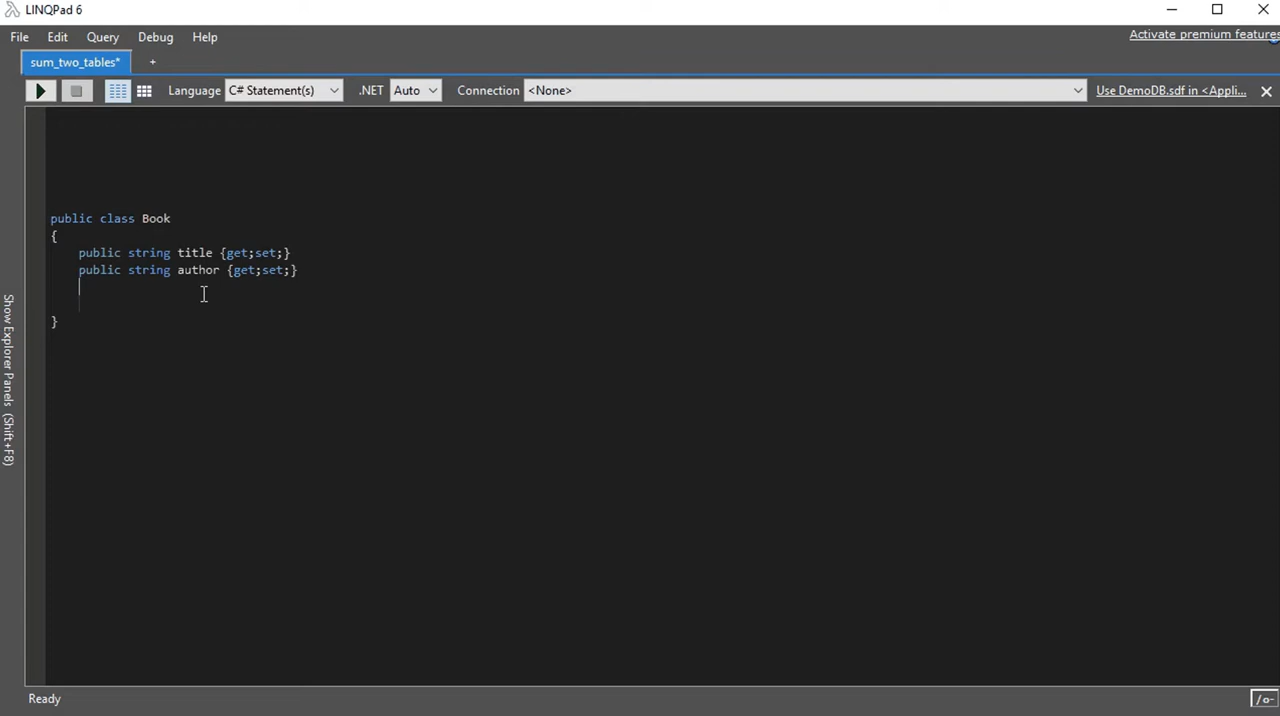 LINQPad 6
File Edit Query Debug Help
Activate premium features
sum_two_tables* +
Language C# Statement(s) .NET Auto Connection <None> Use DemoDB.sdf in <Appli...
public class Book
{
public string title {get;set;}
public string author {get;set;}
}
Show Explorer Panels (Shift+F8)
Ready
/o-